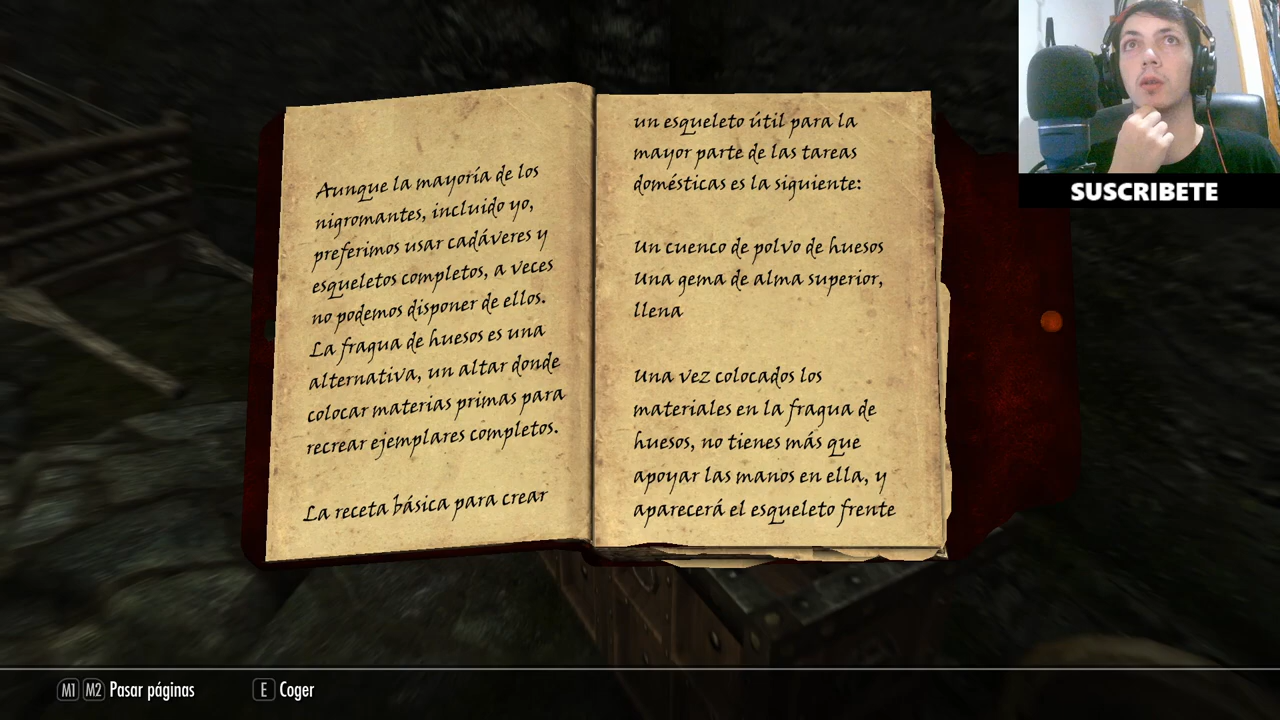 Aunque la mayoría de los
nigromantes, incluido yo,
preferimos usar cadáveres y
esqueletos completos, a veces
no podemos disponer de ellos.
La fragua de huesos es una
alternativa, un altar donde
colocar materias primas para
recrear ejemplares completos.
La receta básica para crear
un esqueleto útil para la
mayor parte de las tareas
domésticas es la siguiente:
Un cuenco de polvo de huesos
Una gema de alma superior,
llena
Una vez colocados los
materiales en la fragua de
huesos, no tienes más que
apoyar las manos en ella, y
aparecerá el esqueleto frente
SUSCRIBETE
M1 M2 Pasar páginas
E Coger